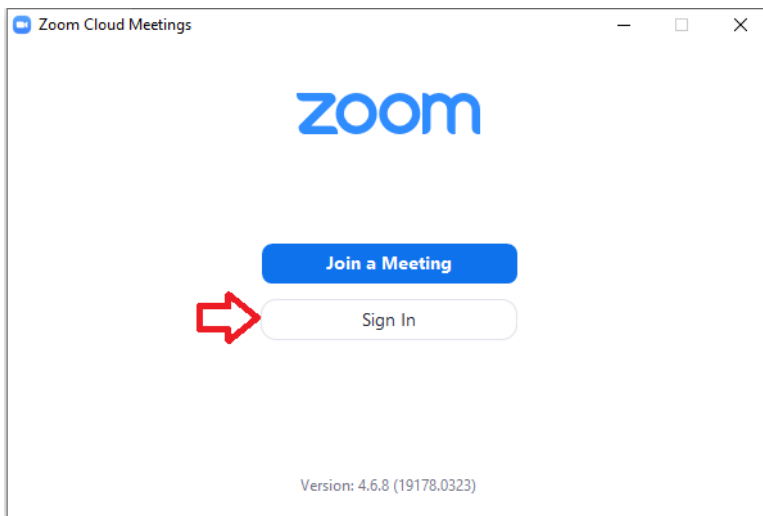 Zoom Cloud Meetings
zoom
Join a Meeting
Sign In
Version: 4.6.8 (19178.0323)